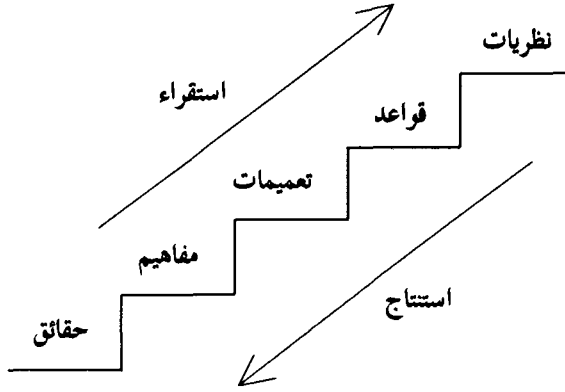 نظريات
استقراء
قواعد
تعميمات
مفاهيم
استنتاج
حقائق